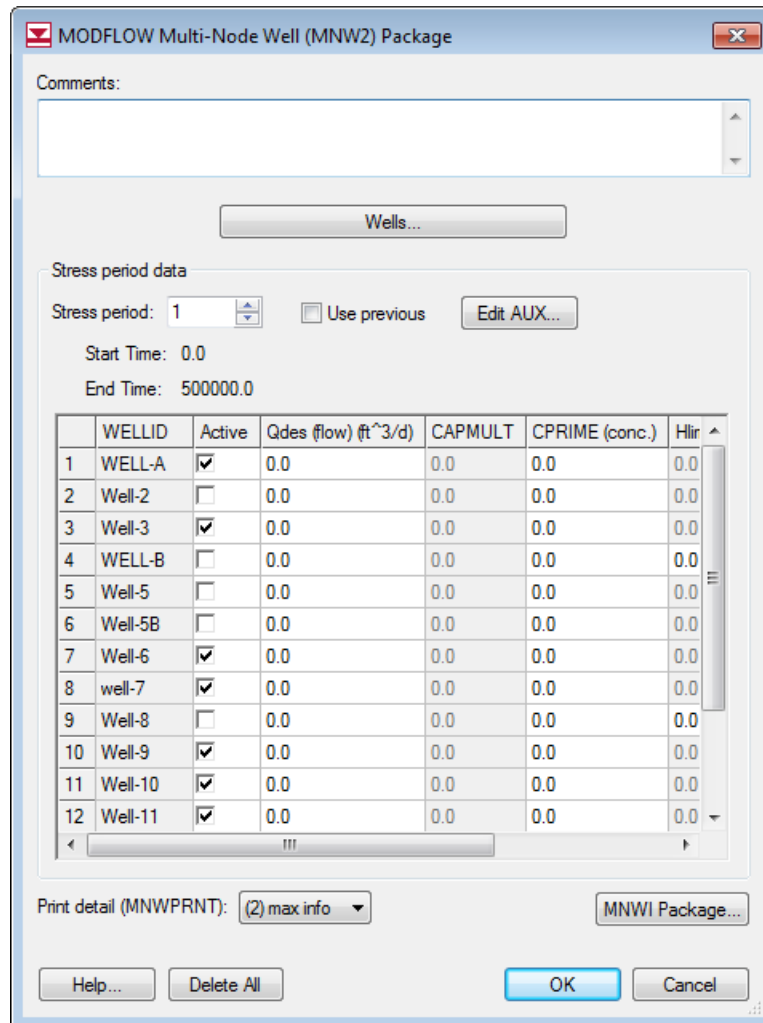 MODFLOW Multi-Node Well (MNW2) Package
Comments:
Wells...
Stress period data
Stress period: 1 Use previous Edit AUX...
Start Time: 0.0
End Time: 500000.0
WELLID Active Qdes (flow) (ft^3/d) CAPMULT CPRIME (conc.) Hlir
1 WELL-A 0.0 0.0 0.0 0.0
2 Well-2 0.0 0.0 0.0 0.0
3 Well-3 0.0 0.0 0.0 0.0
4 WELL-B 0.0 0.0 0.0 0.0
5 Well-5 0.0 0.0 0.0 0.0
6 Well-5B 0.0 0.0 0.0 0.0
7 Well-6 0.0 0.0 0.0 0.0
8 well-7 0.0 0.0 0.0 0.0
9 Well-8 0.0 0.0 0.0 0.0
10 Well-9 0.0 0.0 0.0 0.0
11 Well-10 0.0 0.0 0.0 0.0
12 Well-11 0.0 0.0 0.0 0.0
Print detail (MNWPRNT): (2) max info MNWI Package...
Help... Delete All OK Cancel